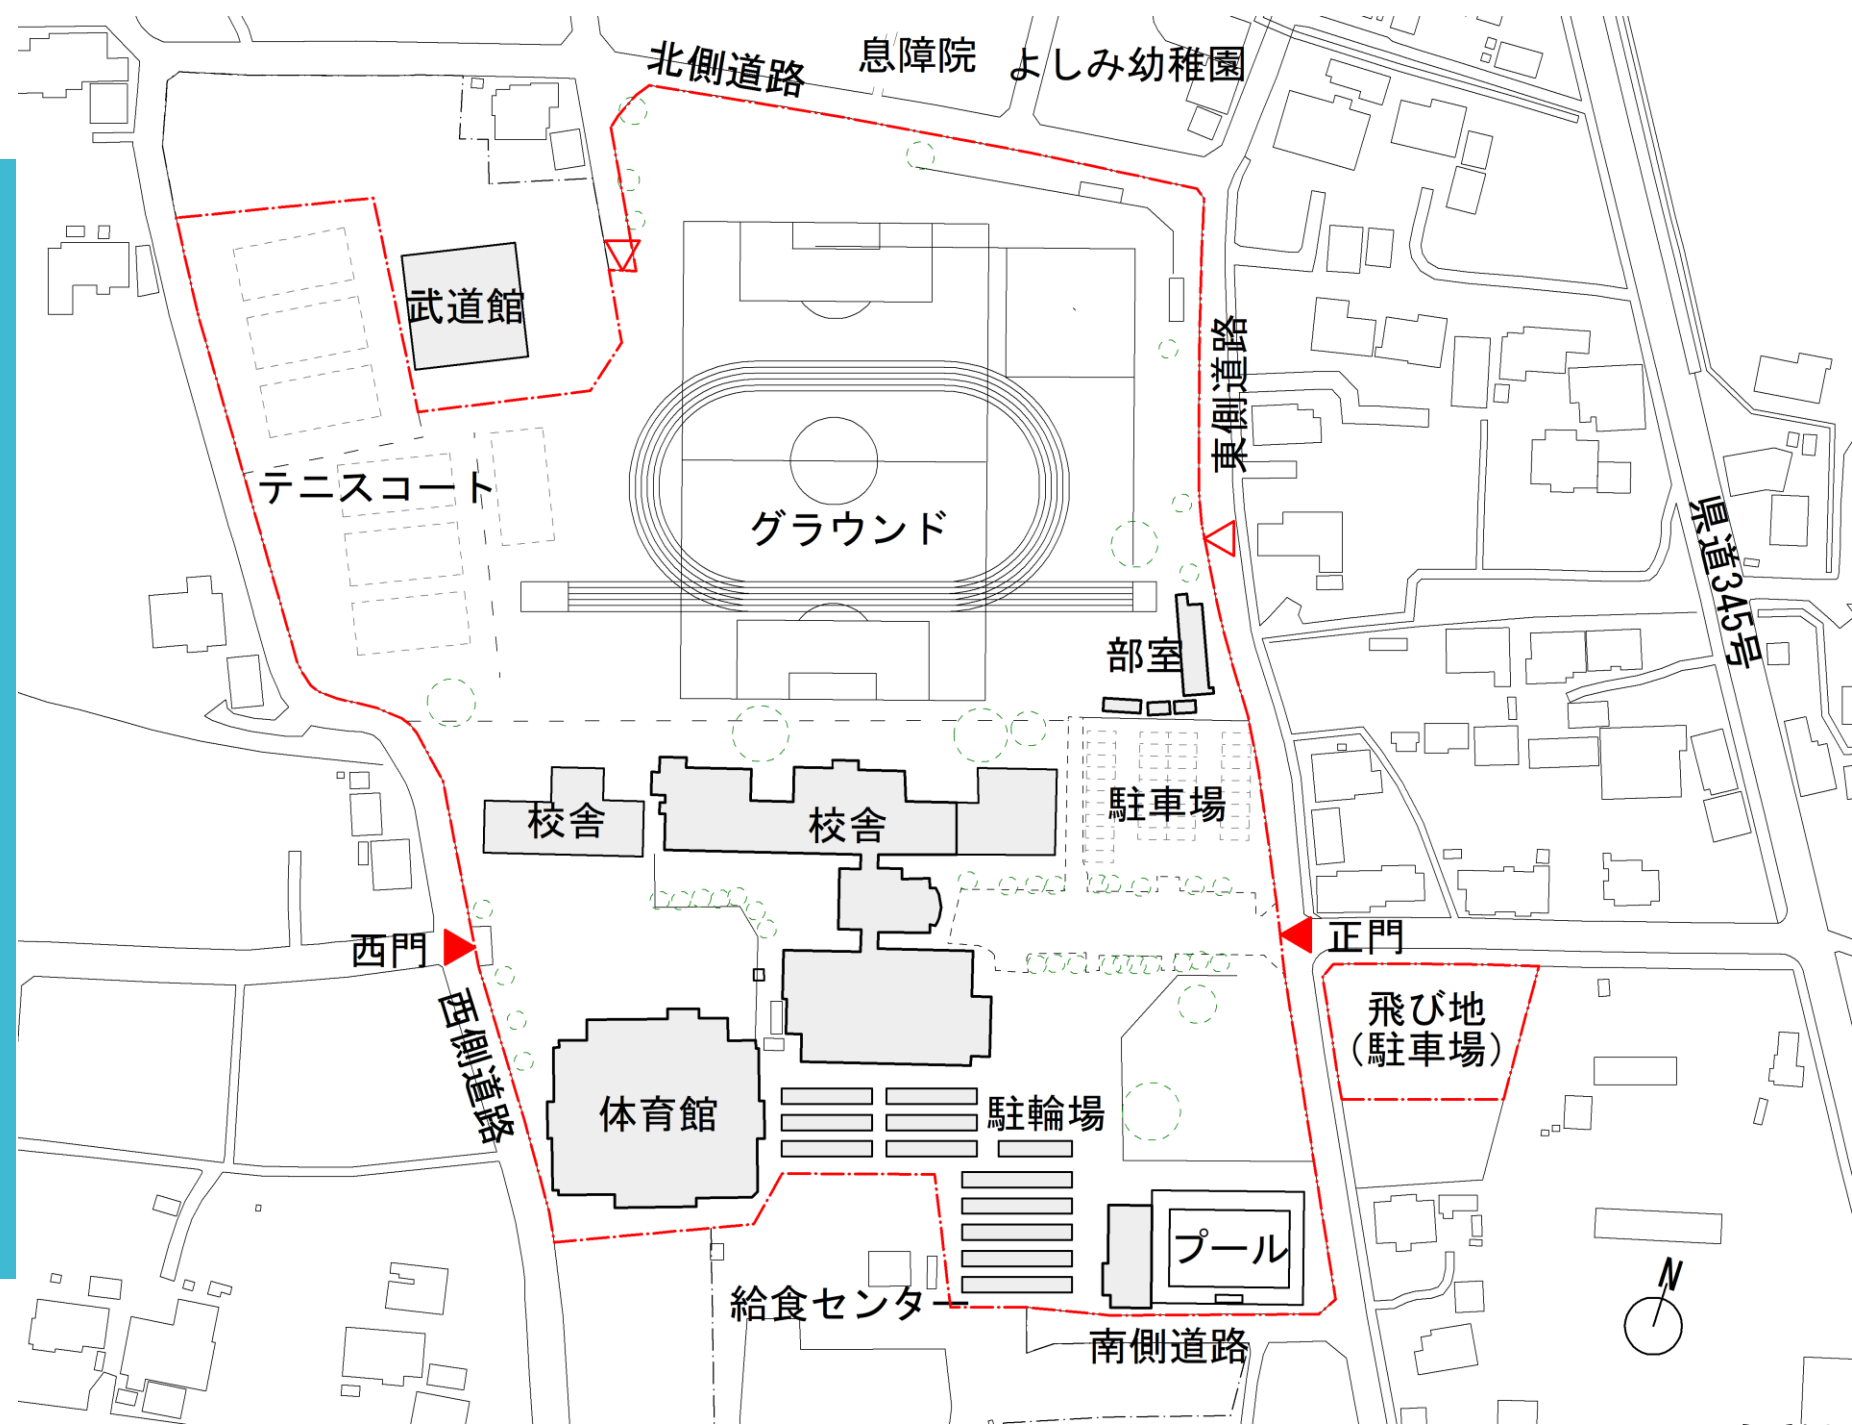 北側道路
息障院
よしみ幼稚園
武道館
東側道路
テニスコート
グラウンド
県道345号
部室
校舎
校舎
駐車場
西門
正門
西側道路
飛び地
(駐車場)
体育館
駐輪場
プール
給食センター
南側道路
N